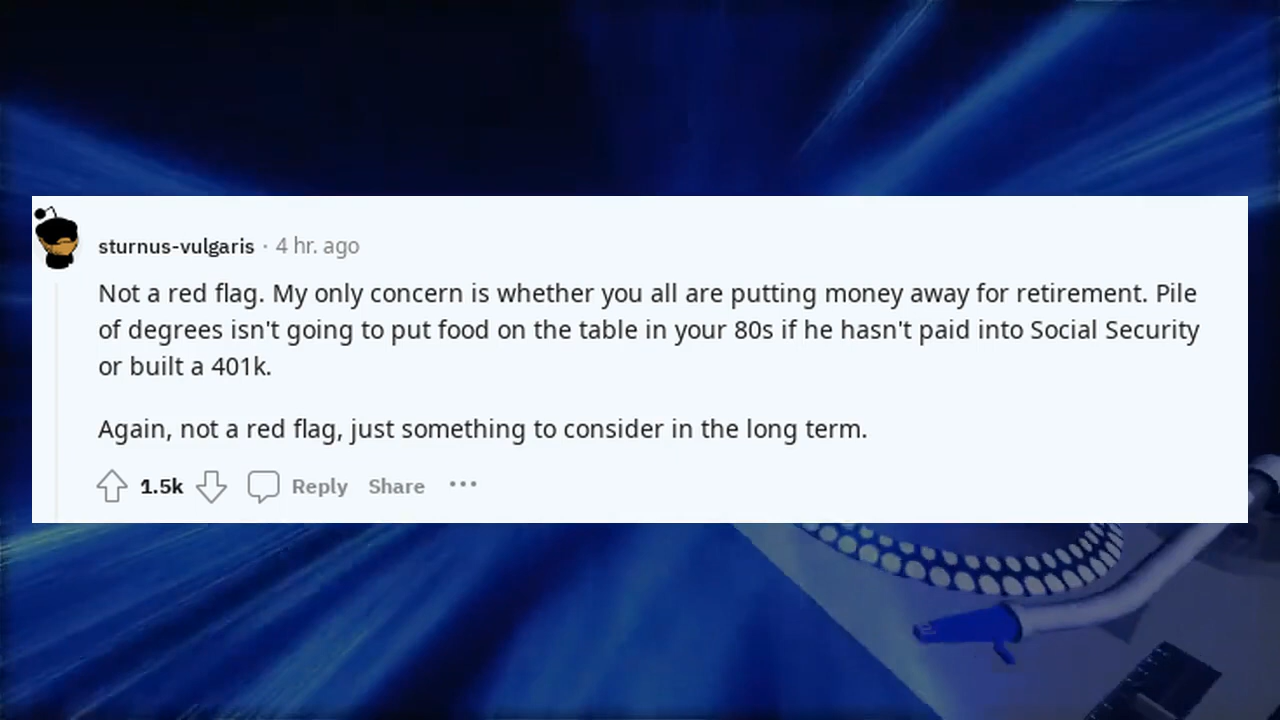 sturnus-vulgaris · 4 hr. ago
Not a red flag. My only concern is whether you all are putting money away for retirement. Pile
of degrees isn't going to put food on the table in your 80s if he hasn't paid into Social Security
or built a 401k.
Again, not a red flag, just something to consider in the long term.
1.5k Reply Share ···